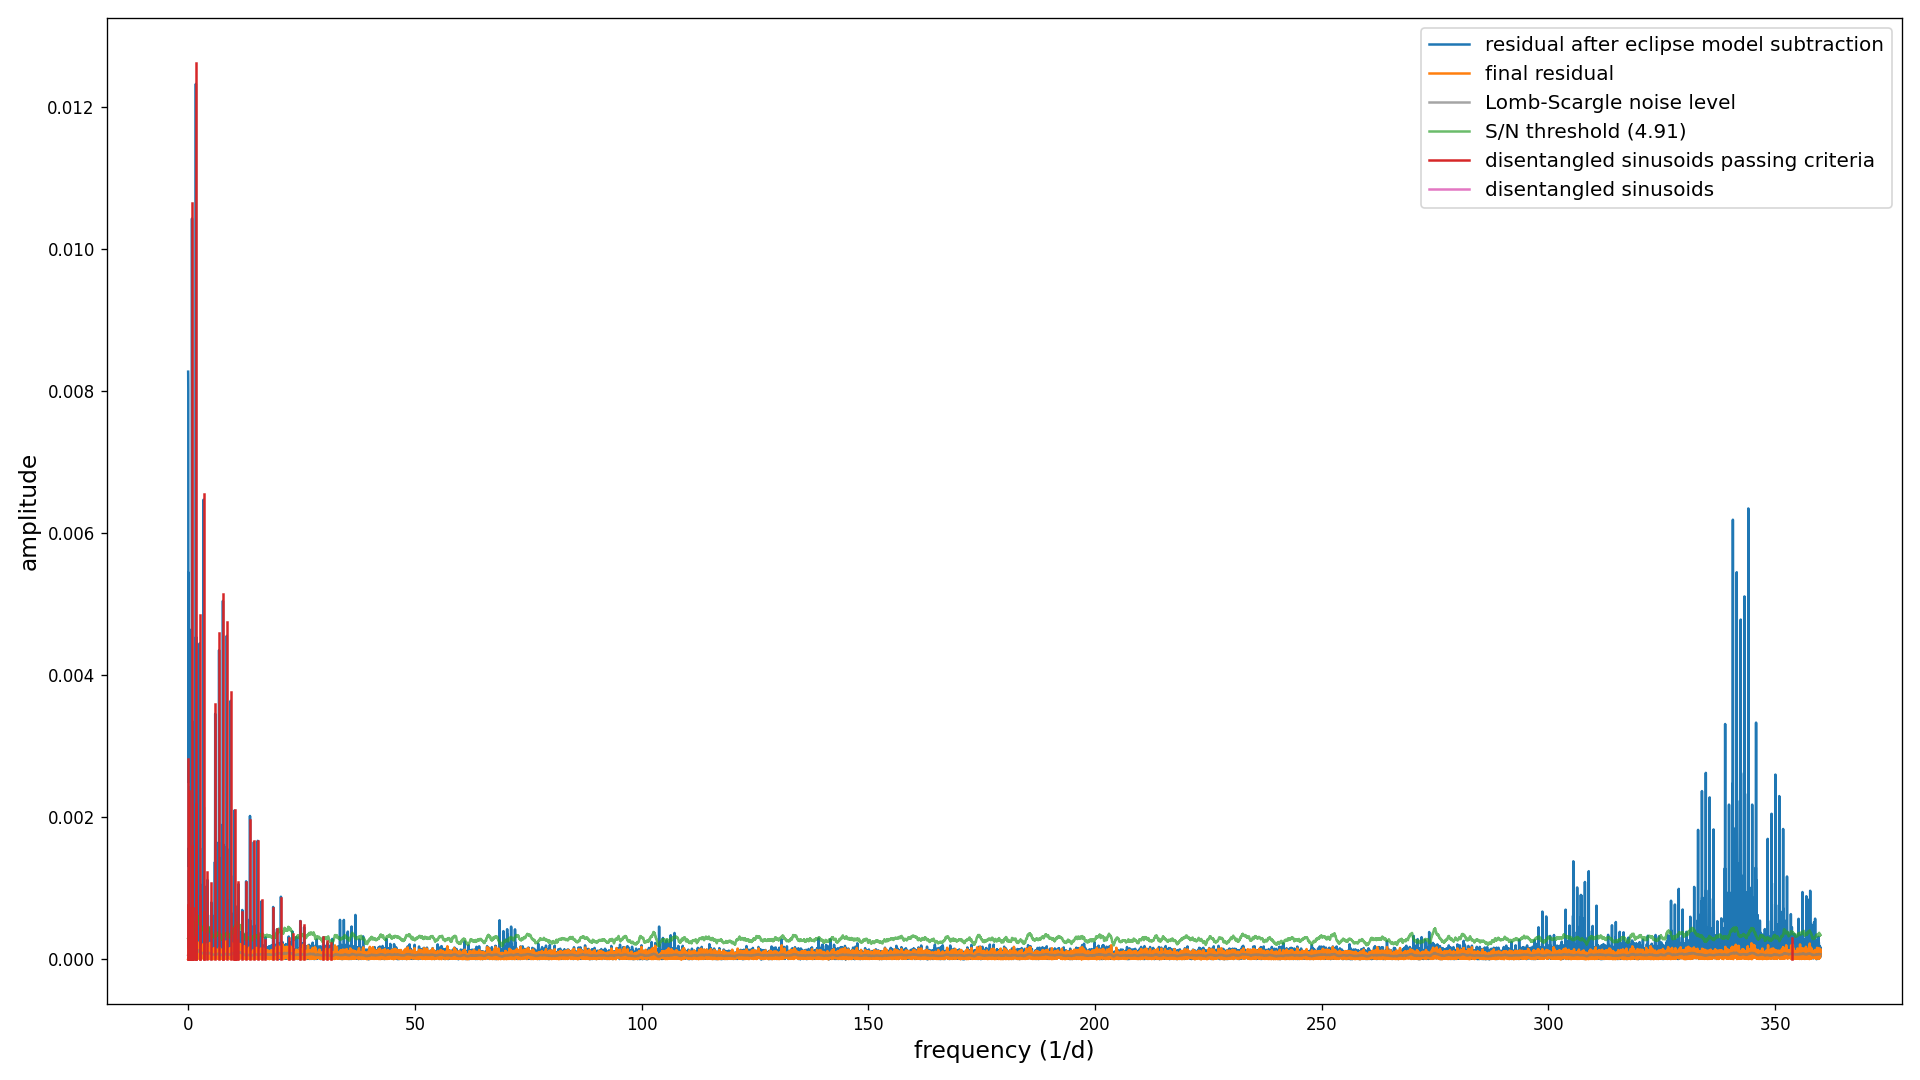 residual after eclipse model subtraction
final residual
Lomb-Scargle noise level
S/N threshold (4.91)
disentangled sinusoids passing criteria
disentangled sinusoids
0.012
0.010
0.008
0.006
0.004
0.002
0.000
amplitude
0 50 100 150 200 250 300 350
frequency (1/d)